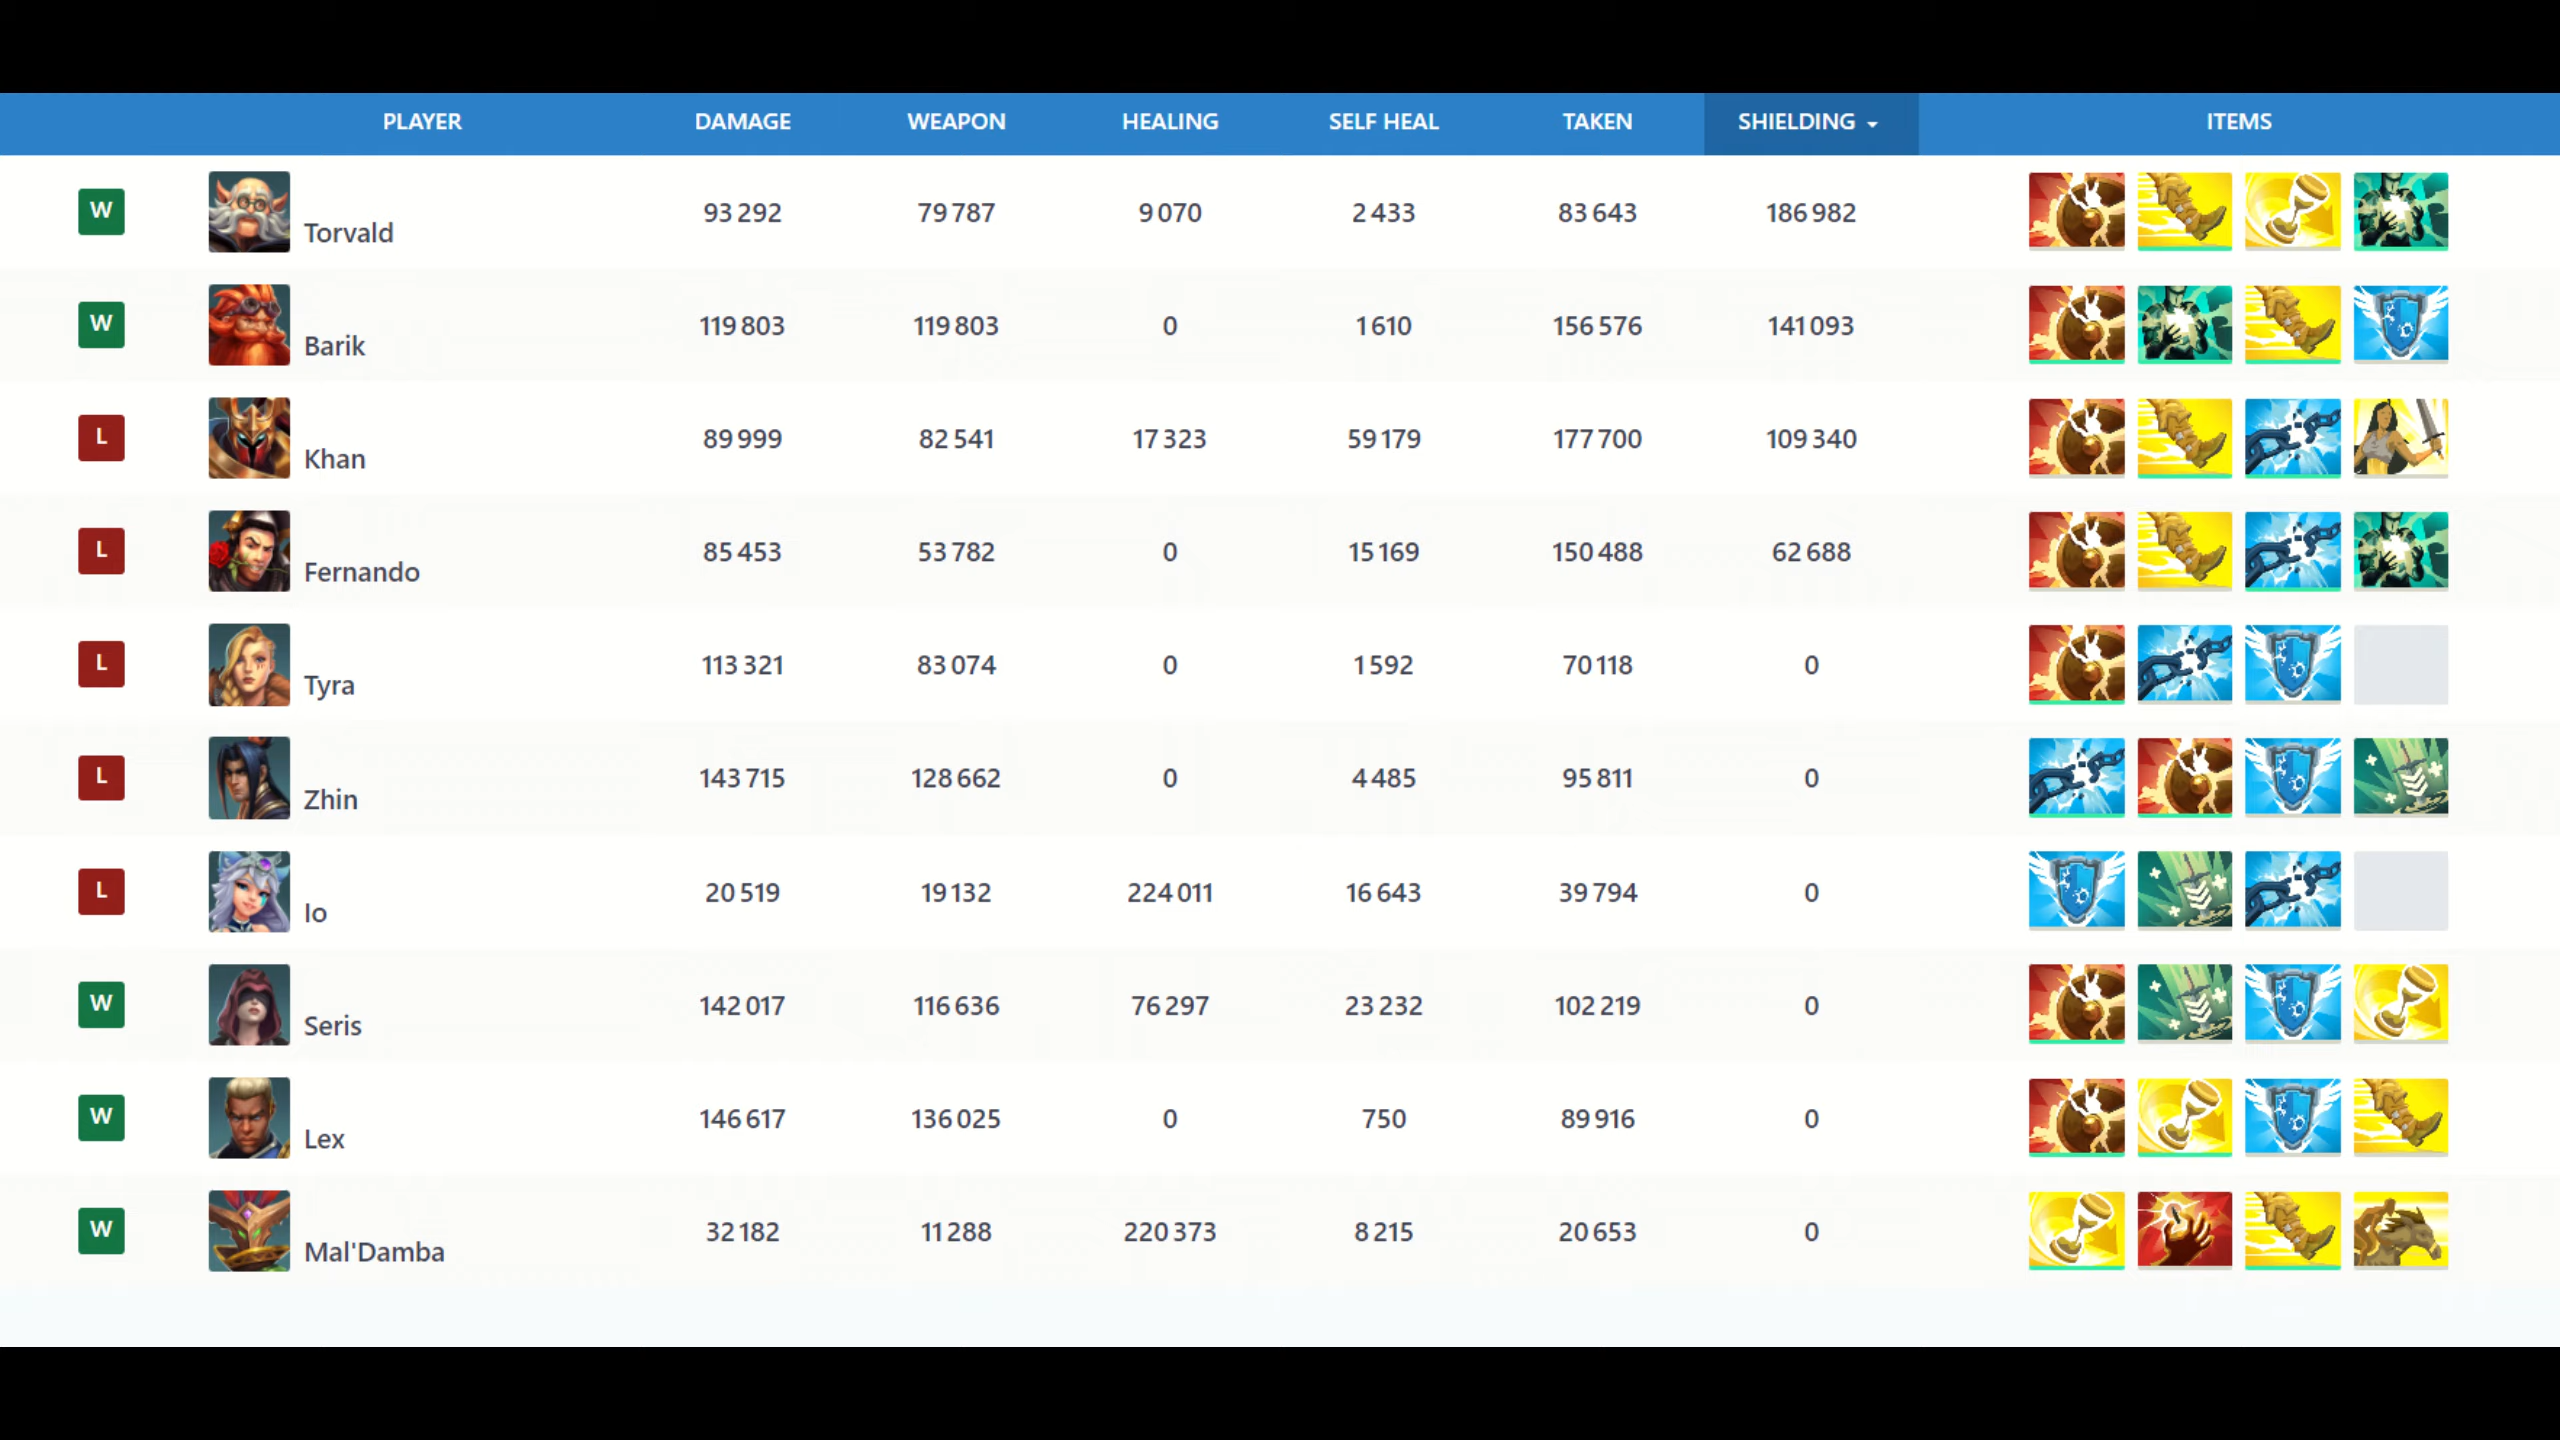 PLAYER DAMAGE WEAPON HEALING SELF HEAL TAKEN SHIELDING ITEMS
W Torvald 93 292 79 787 9 070 2 433 83 643 186 982
W Barik 119 803 119 803 0 1 610 156 576 141 093
L Khan 89 999 82 541 17 323 59 179 177 700 109 340
L Fernando 85 453 53 782 0 15 169 150 488 62 688
L Tyra 113 321 83 074 0 1 592 70 118 0
L Zhin 143 715 128 662 0 4 485 95 811 0
L Io 20 519 19 132 224 011 16 643 39 794 0
W Seris 142 017 116 636 76 297 23 232 102 219 0
W Lex 146 617 136 025 0 750 89 916 0
W Mal'Damba 32 182 11 288 220 373 8 215 20 653 0